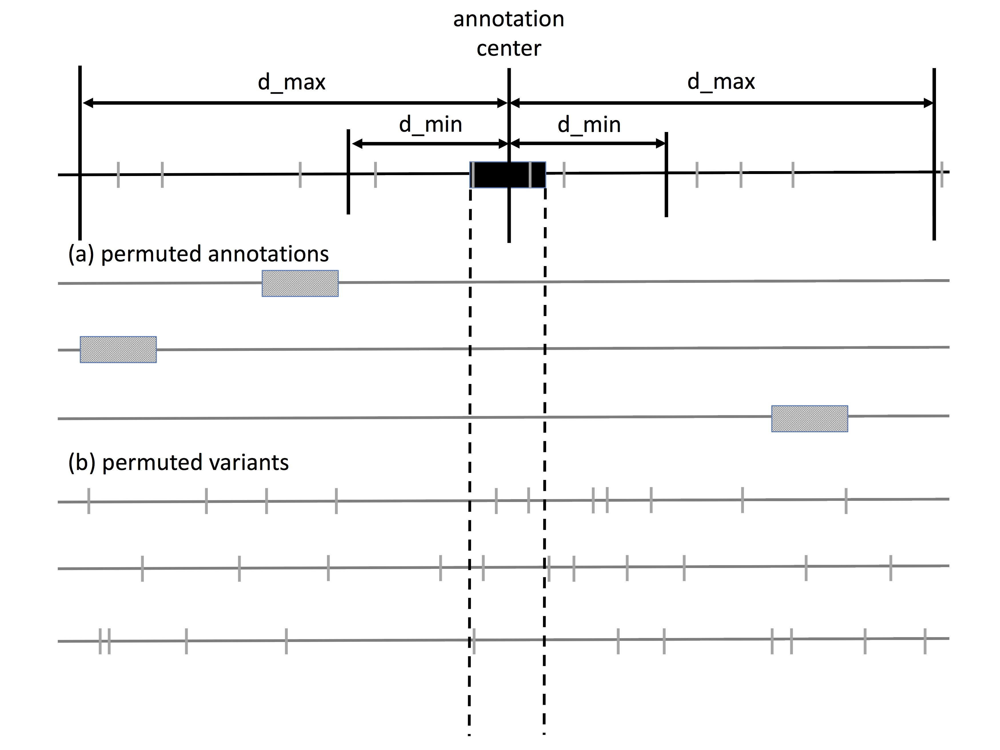 annotation
center
d_max
d_max
d_min
d_min
(a) permuted annotations
(b) permuted variants